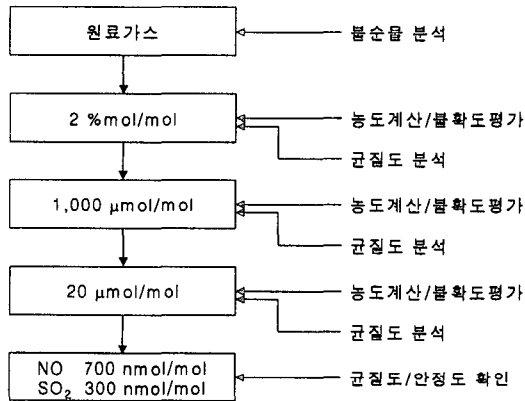 원료가스
불순물 분석
2 %mol/mol
농도계산/불확도평가
균질도 분석
1,000 μmol/mol
농도계산/불확도평가
균질도 분석
20 μmol/mol
농도계산/불확도평가
균질도 분석
NO 700 nmol/mol
SO₂ 300 nmol/mol
균질도/안정도 확인